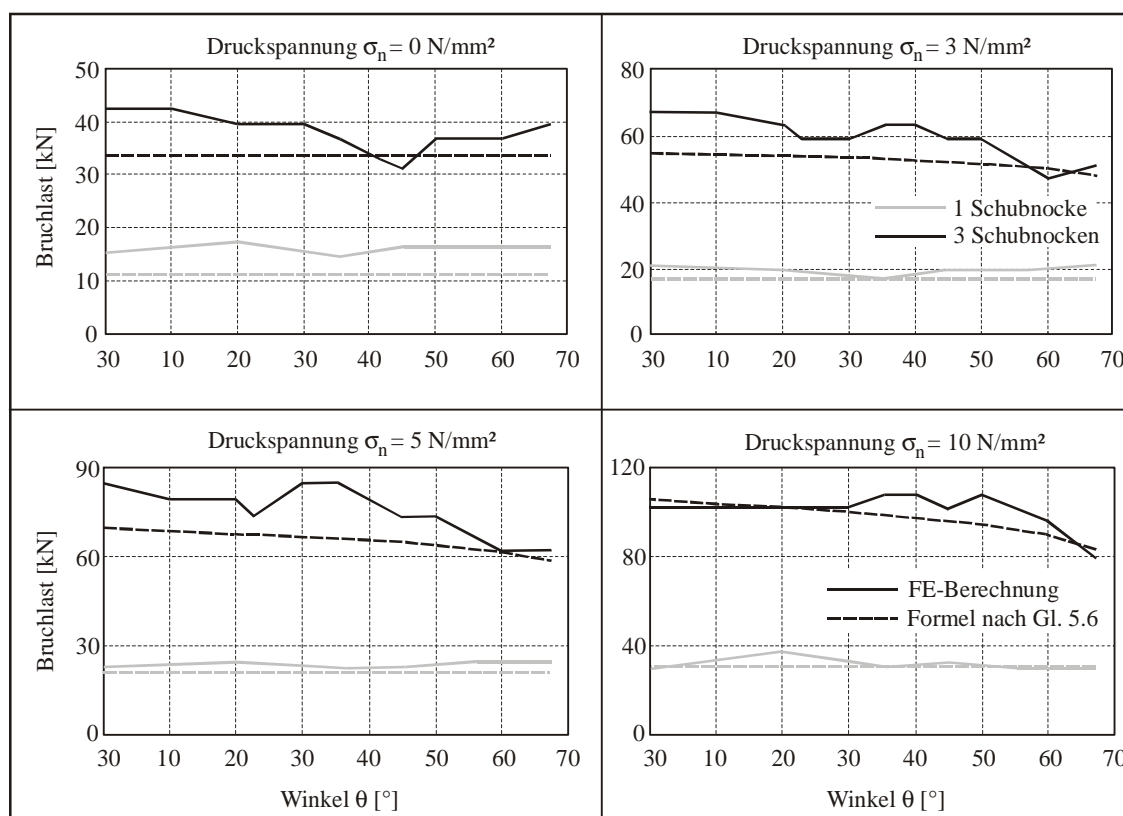 Druckspannung σn = 0 N/mm²
Bruchlast [kN]
50
40
30
20
10
0
30 10 20 30 40 50 60 70
Druckspannung σn = 3 N/mm²
80
60
40
20
0
1 Schubnocke
3 Schubnocken
30 10 20 30 40 50 60 70
Druckspannung σn = 5 N/mm²
Bruchlast [kN]
90
60
30
0
30 10 20 30 40 50 60 70
Winkel θ [°]
Druckspannung σn = 10 N/mm²
120
80
40
0
FE-Berechnung
Formel nach Gl. 5.6
30 10 20 30 40 50 60 70
Winkel θ [°]